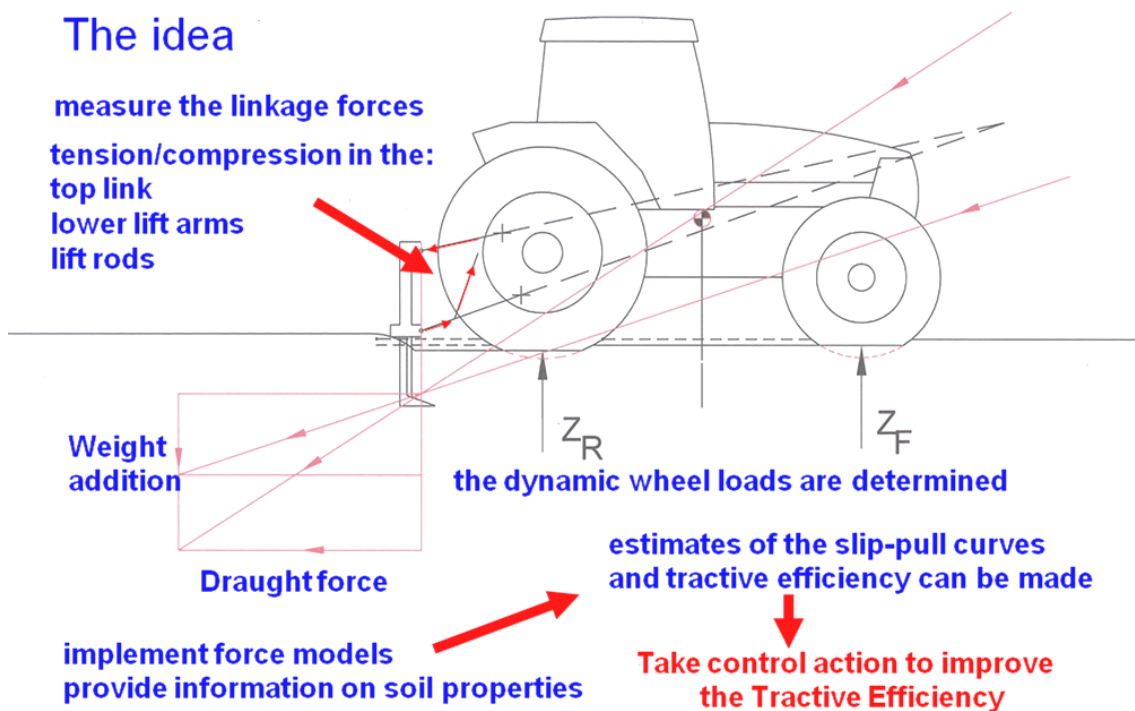 The idea
measure the linkage forces
tension/compression in the:
top link
lower lift arms
lift rods
Z_R
Z_F
Weight
addition
the dynamic wheel loads are determined
Draught force
estimates of the slip-pull curves
and tractive efficiency can be made
implement force models
provide information on soil properties
Take control action to improve
the Tractive Efficiency